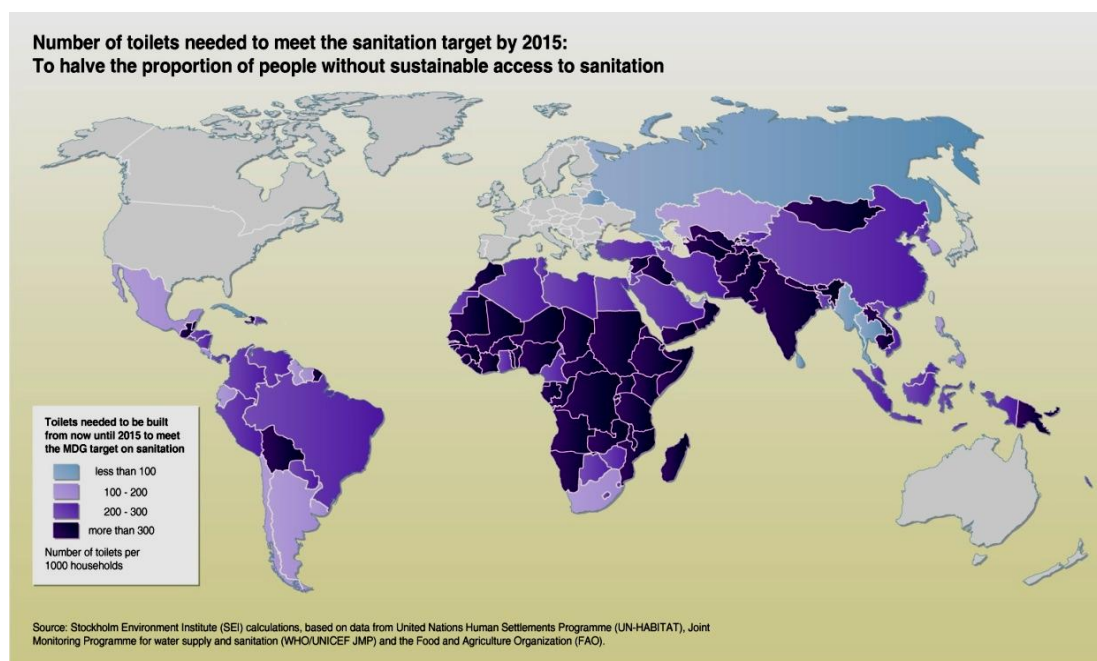 Number of toilets needed to meet the sanitation target by 2015:
To halve the proportion of people without sustainable access to sanitation
Toilets needed to be built
from now until 2015 to meet
the MDG target on sanitation
less than 100
100 - 200
200 - 300
more than 300
Number of toilets per
1000 households
Source: Stockholm Environment Institute (SEI) calculations, based on data from United Nations Human Settlements Programme (UN-HABITAT), Joint
Monitoring Programme for water supply and sanitation (WHO/UNICEF JMP) and the Food and Agriculture Organization (FAO).